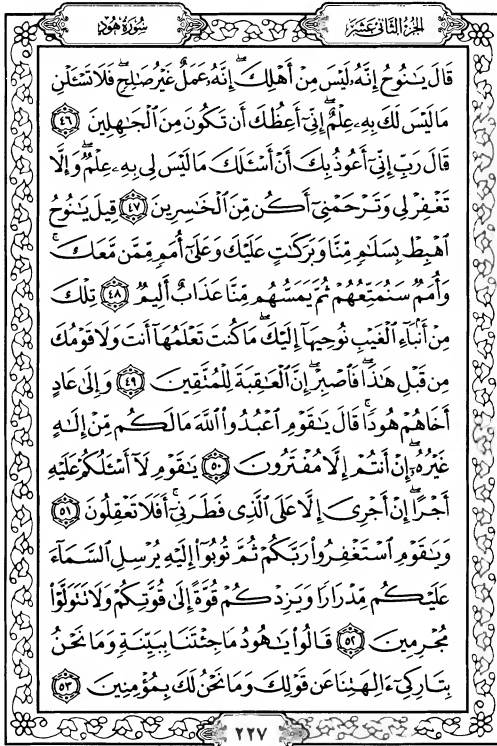 الجزء الثاني عشر
سورة هود
قَالَ يَٰنُوحُ إِنَّهُۥ لَيْسَ مِنْ أَهْلِكَ ۖ إِنَّهُۥ عَمَلٌ غَيْرُ صَٰلِحٍ ۖ فَلَا تَسْـَٔلْنِ
مَا لَيْسَ لَكَ بِهِۦ عِلْمٌ ۖ إِنِّىٓ أَعِظُكَ أَن تَكُونَ مِنَ ٱلْجَٰهِلِينَ ٤٦
قَالَ رَبِّ إِنِّىٓ أَعُوذُ بِكَ أَنْ أَسْـَٔلَكَ مَا لَيْسَ لِى بِهِۦ عِلْمٌ ۖ وَإِلَّا
تَغْفِرْ لِى وَتَرْحَمْنِىٓ أَكُن مِّنَ ٱلْخَٰسِرِينَ ٤٧ قِيلَ يَٰنُوحُ
ٱهْبِطْ بِسَلَٰمٍ مِّنَّا وَبَرَكَٰتٍ عَلَيْكَ وَعَلَىٰٓ أُمَمٍ مِّمَّن مَّعَكَ ۚ
وَأُمَمٌ سَنُمَتِّعُهُمْ ثُمَّ يَمَسُّهُم مِّنَّا عَذَابٌ أَلِيمٌ ٤٨ تِلْكَ
مِنْ أَنۢبَآءِ ٱلْغَيْبِ نُوحِيهَآ إِلَيْكَ ۖ مَا كُنتَ تَعْلَمُهَآ أَنتَ وَلَا قَوْمُكَ
مِن قَبْلِ هَٰذَا ۖ فَٱصْبِرْ ۖ إِنَّ ٱلْعَٰقِبَةَ لِلْمُتَّقِينَ ٤٩ وَإِلَىٰ عَادٍ
أَخَاهُمْ هُودًا ۚ قَالَ يَٰقَوْمِ ٱعْبُدُوا۟ ٱللَّهَ مَا لَكُم مِّنْ إِلَٰهٍ
غَيْرُهُۥٓ ۖ إِنْ أَنتُمْ إِلَّا مُفْتَرُونَ ٥٠ يَٰقَوْمِ لَآ أَسْـَٔلُكُمْ عَلَيْهِ
أَجْرًا ۖ إِنْ أَجْرِىَ إِلَّا عَلَى ٱلَّذِى فَطَرَنِىٓ ۚ أَفَلَا تَعْقِلُونَ ٥١
وَيَٰقَوْمِ ٱسْتَغْفِرُوا۟ رَبَّكُمْ ثُمَّ تُوبُوٓا۟ إِلَيْهِ يُرْسِلِ ٱلسَّمَآءَ
عَلَيْكُم مِّدْرَارًا وَيَزِدْكُمْ قُوَّةً إِلَىٰ قُوَّتِكُمْ وَلَا تَتَوَلَّوْا۟
مُجْرِمِينَ ٥٢ قَالُوا۟ يَٰهُودُ مَا جِئْتَنَا بِبَيِّنَةٍ وَمَا نَحْنُ
بِتَارِكِىٓ ءَالِهَتِنَا عَن قَوْلِكَ وَمَا نَحْنُ لَكَ بِمُؤْمِنِينَ ٥٣
٢٢٧